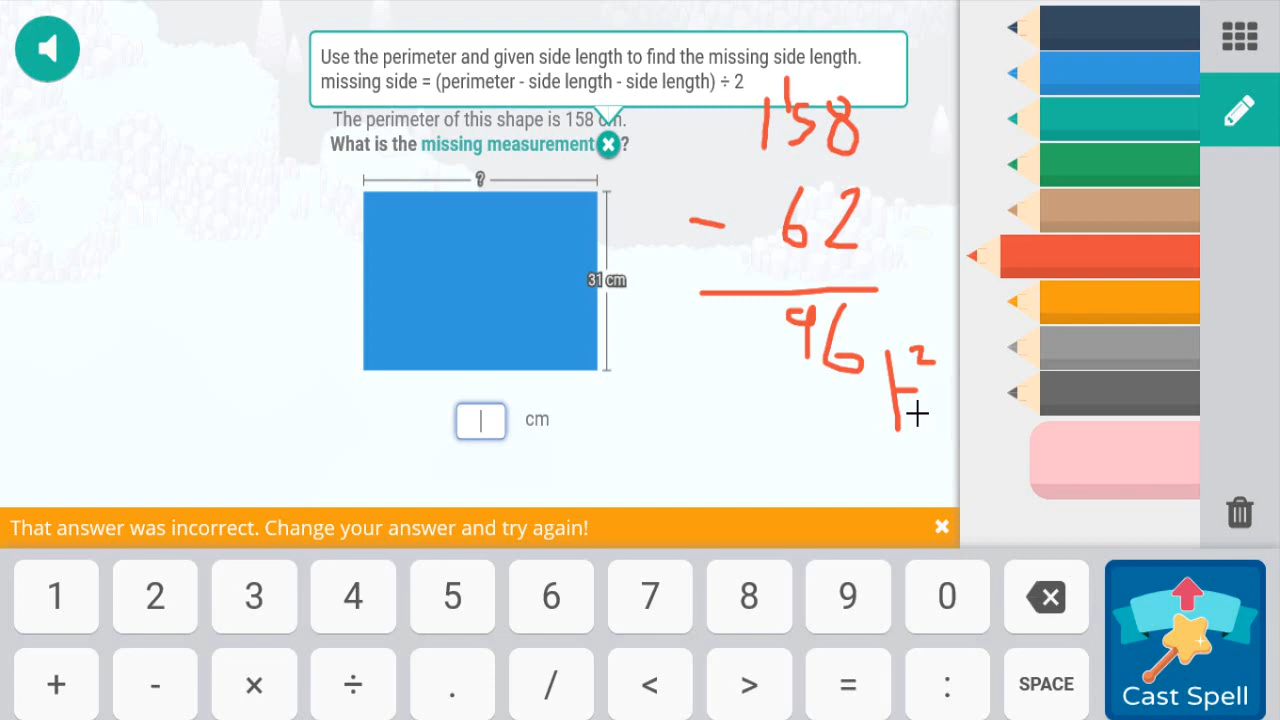 Use the perimeter and given side length to find the missing side length.
missing side = (perimeter - side length - side length) ÷ 2
The perimeter of this shape is 158 cm.
What is the missing measurement ?
?
31 cm
cm
158
- 62
96
÷2
That answer was incorrect. Change your answer and try again!
1 2 3 4 5 6 7 8 9 0
+ - × ÷ . / < > = : SPACE
Cast Spell